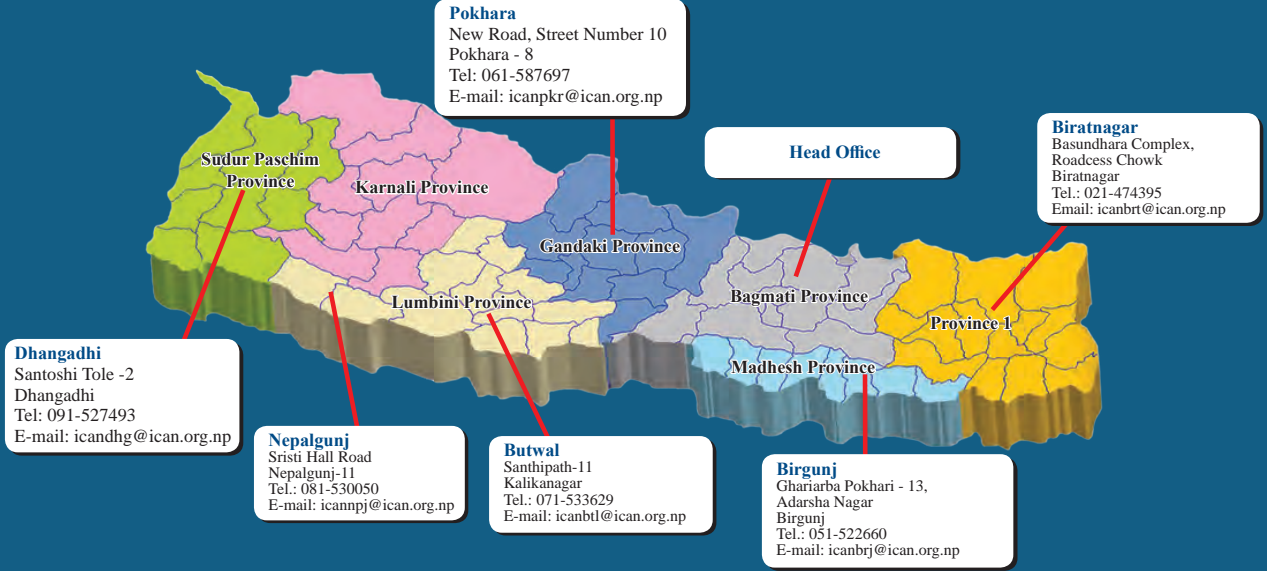 Pokhara
New Road, Street Number 10
Pokhara - 8
Tel: 061-587697
E-mail: icanpkr@ican.org.np
Head Office
Biratnagar
Basundhara Complex,
Roadcess Chowk
Biratnagar
Tel.: 021-474395
Email: icanbrt@ican.org.np
Sudur Paschim
Province
Karnali Province
Gandaki Province
Lumbini Province
Bagmati Province
Province 1
Madhesh Province
Dhangadhi
Santoshi Tole -2
Dhangadhi
Tel: 091-527493
E-mail: icandhg@ican.org.np
Nepalgunj
Sristi Hall Road
Nepalgunj-11
Tel.: 081-530050
E-mail: icannpj@ican.org.np
Butwal
Santhipath-11
Kalikanagar
Tel.: 071-533629
E-mail: icanbtl@ican.org.np
Birgunj
Ghariarba Pokhari - 13,
Adarsha Nagar
Birgunj
Tel.: 051-522660
E-mail: icanbrj@ican.org.np